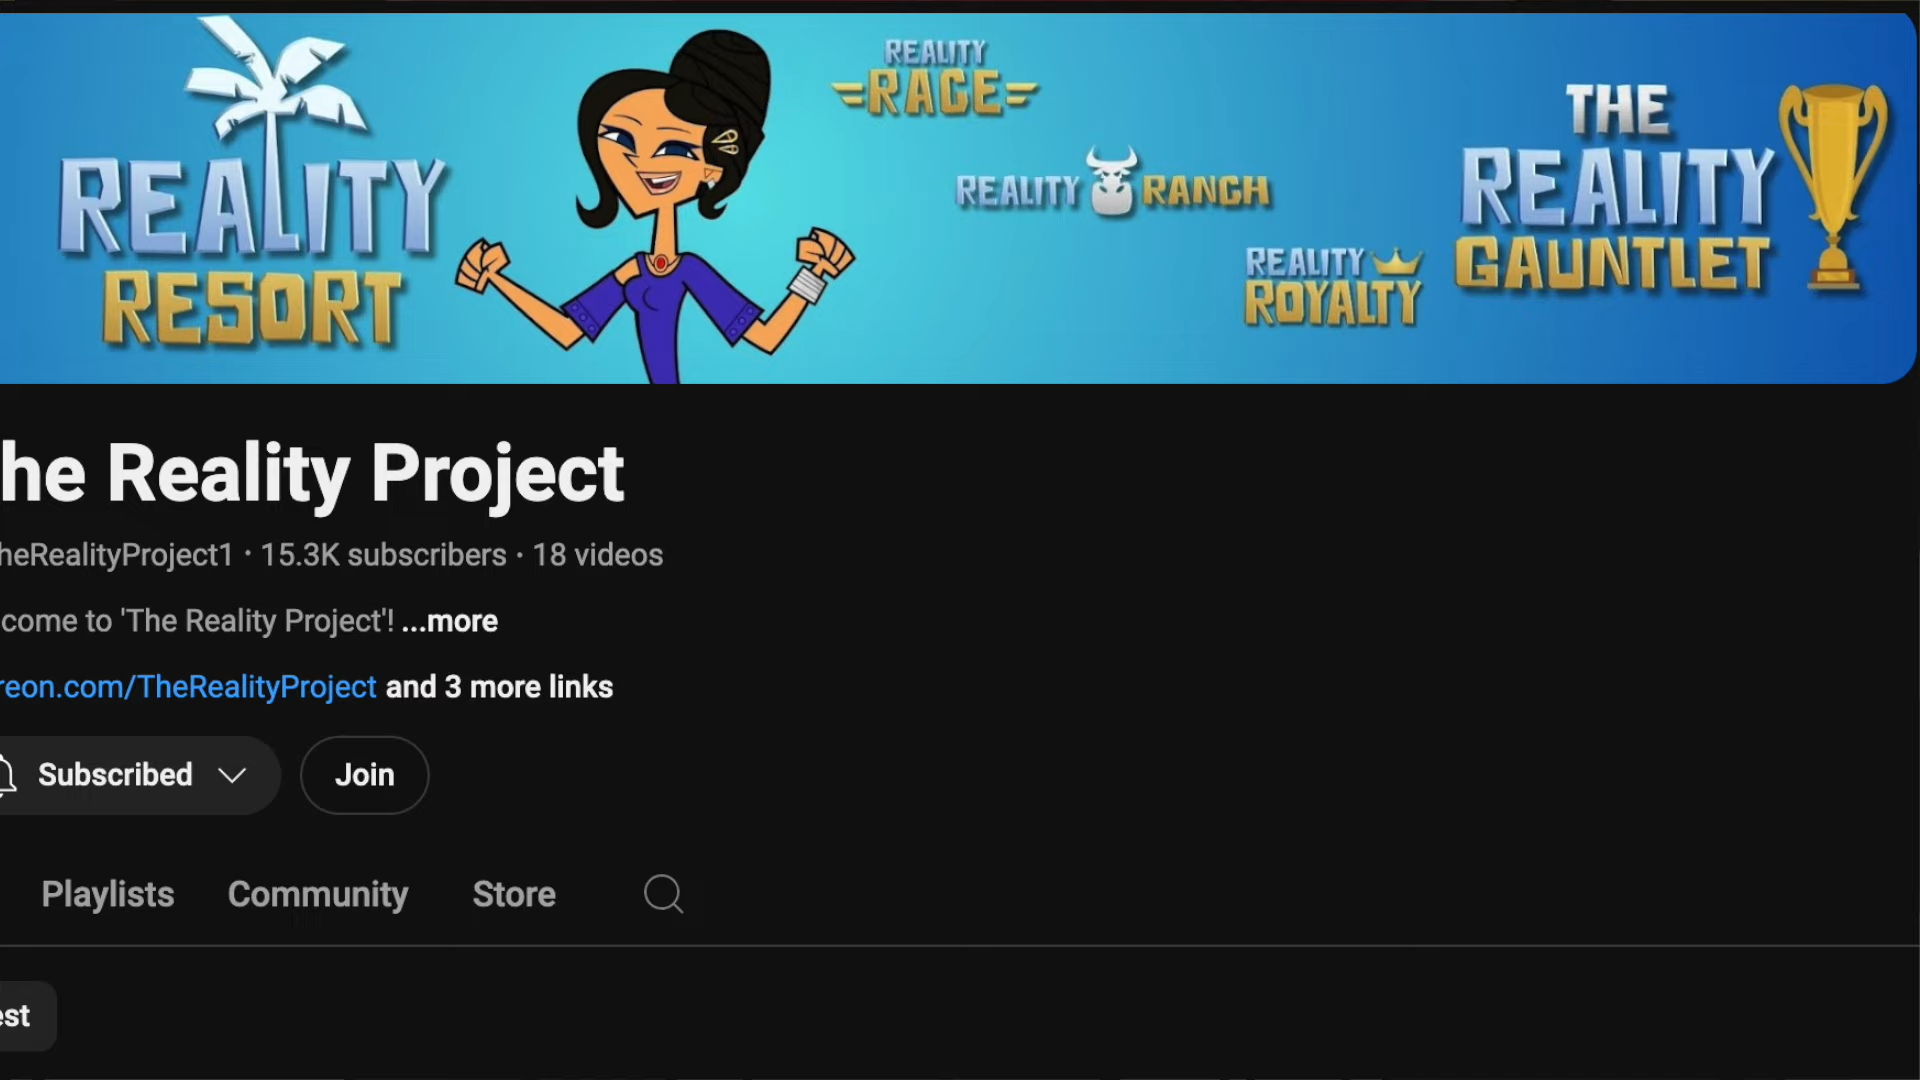 REALITY
RESORT
REALITY
RACE
REALITY RANCH
REALITY
ROYALTY
THE
REALITY
GAUNTLET
he Reality Project
heRealityProject1 · 15.3K subscribers · 18 videos
come to 'The Reality Project'! ...more
reon.com/TheRealityProject and 3 more links
Subscribed
Join
Playlists
Community
Store
est